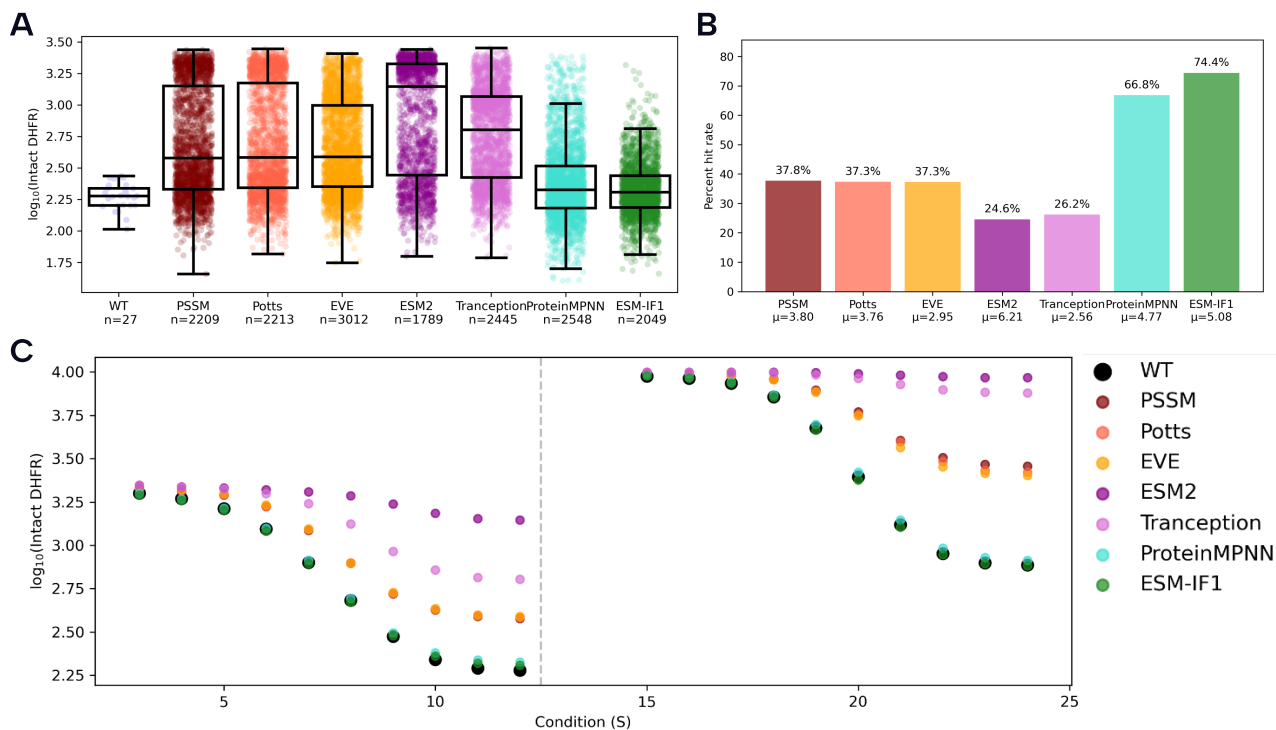 A
log10(Intact DHFR)
3.50
3.25
3.00
2.75
2.50
2.25
2.00
1.75
WT PSSM Potts EVE ESM2 Tranception ProteinMPNN ESM-IF1
n=27 n=2209 n=2213 n=3012 n=1789 n=2445 n=2548 n=2049
B
Percent hit rate
80
70
60
50
40
30
20
10
0
37.8% 37.3% 37.3% 24.6% 26.2% 66.8% 74.4%
PSSM Potts EVE ESM2 Tranception ProteinMPNN ESM-IF1
μ=3.80 μ=3.76 μ=2.95 μ=6.21 μ=2.56 μ=4.77 μ=5.08
C
log10(Intact DHFR)
4.00
3.75
3.50
3.25
3.00
2.75
2.50
2.25
5 10 15 20 25
Condition (S)
WT
PSSM
Potts
EVE
ESM2
Tranception
ProteinMPNN
ESM-IF1